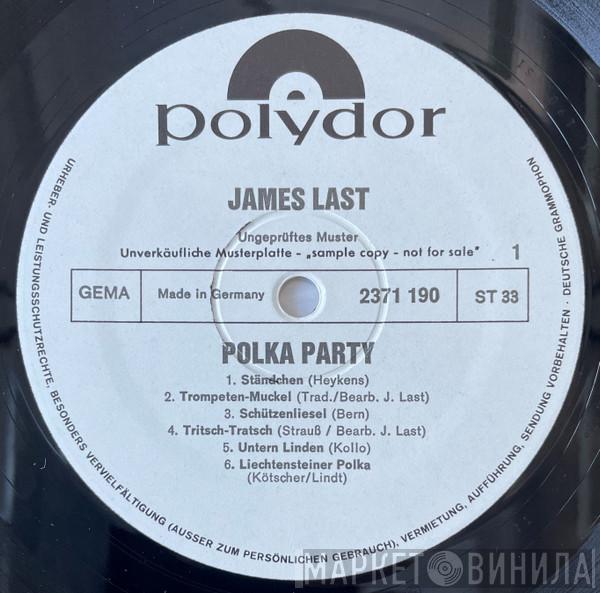 polydor
JAMES LAST
Ungeprüftes Muster
Unverkäufliche Musterplatte - „sample copy - not for sale"
1
GEMA
Made in Germany
2371 190
ST 33
POLKA PARTY
1. Ständchen (Heykens)
2. Trompeten-Muckel (Trad./Bearb. J. Last)
3. Schützenliesel (Bern)
4. Tritsch-Tratsch (Strauß / Bearb. J. Last)
5. Untern Linden (Kollo)
6. Liechtensteiner Polka
(Kötscher/Lindt)
URHEBER- UND LEISTUNGSSCHUTZRECHTE, BESONDERS VERVIELFÄLTIGUNG (AUSSER ZUM PERSÖNLICHEN GEBRAUCH), VERMIETUNG, AUFFÜHRUNG, SENDUNG VORBEHALTEN · DEUTSCHE GRAMMOPHON
МАРКЕТ ВИНИЛА